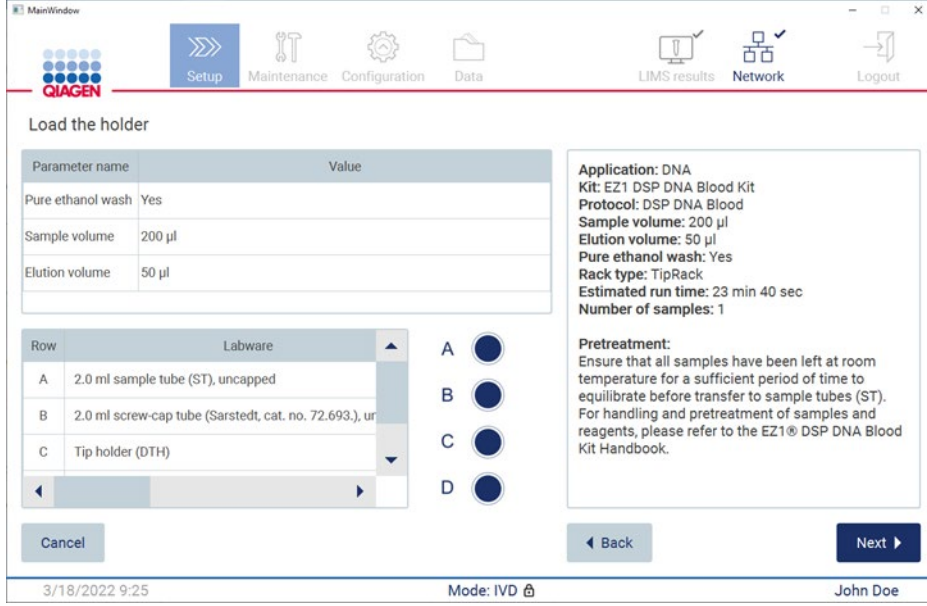 MainWindow
QIAGEN
Setup
Maintenance
Configuration
Data
LIMS results
Network
Logout
Load the holder
Parameter name Value
Pure ethanol wash Yes
Sample volume 200 µl
Elution volume 50 µl
Row Labware
A 2.0 ml sample tube (ST), uncapped
B 2.0 ml screw-cap tube (Sarstedt, cat. no. 72.693.), ur
C Tip holder (DTH)
A
B
C
D
Application: DNA
Kit: EZ1 DSP DNA Blood Kit
Protocol: DSP DNA Blood
Sample volume: 200 µl
Elution volume: 50 µl
Pure ethanol wash: Yes
Rack type: TipRack
Estimated run time: 23 min 40 sec
Number of samples: 1
Pretreatment:
Ensure that all samples have been left at room
temperature for a sufficient period of time to
equilibrate before transfer to sample tubes (ST).
For handling and pretreatment of samples and
reagents, please refer to the EZ1® DSP DNA Blood
Kit Handbook.
Cancel
Back
Next
3/18/2022 9:25
Mode: IVD
John Doe